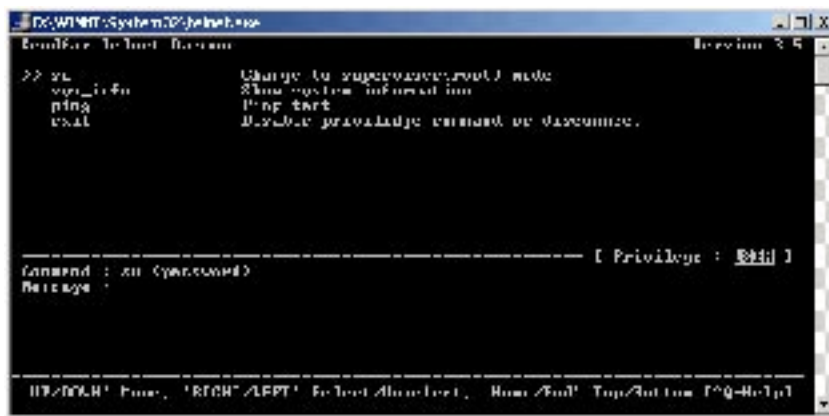 D:\WINNT\System32\telnet.exe
Telnet Daemon Version 3.5
>> su Change to supervisor(root) mode
sys_info Show system information
ping Ping test
exit Disable priviledge command or disconnect.
[ Privilege : ]
Command : su (password)
Message :
'UP/DOWN' Move, 'RIGHT/LEFT' Select/Unselect, 'Home/End' Top/Bottom [^Q-Help]